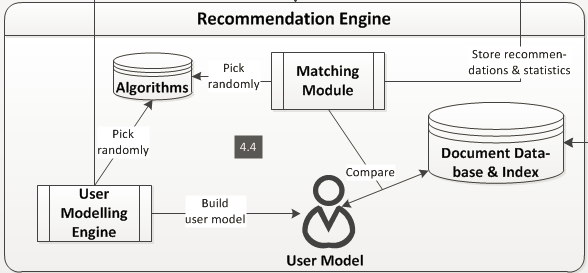 Recommendation Engine
Store recommen-
dations & statistics
Pick
randomly
Algorithms
Matching
Module
Pick
randomly
4.4
Document Data-
base & Index
Compare
User
Modelling
Engine
Build
user model
User Model